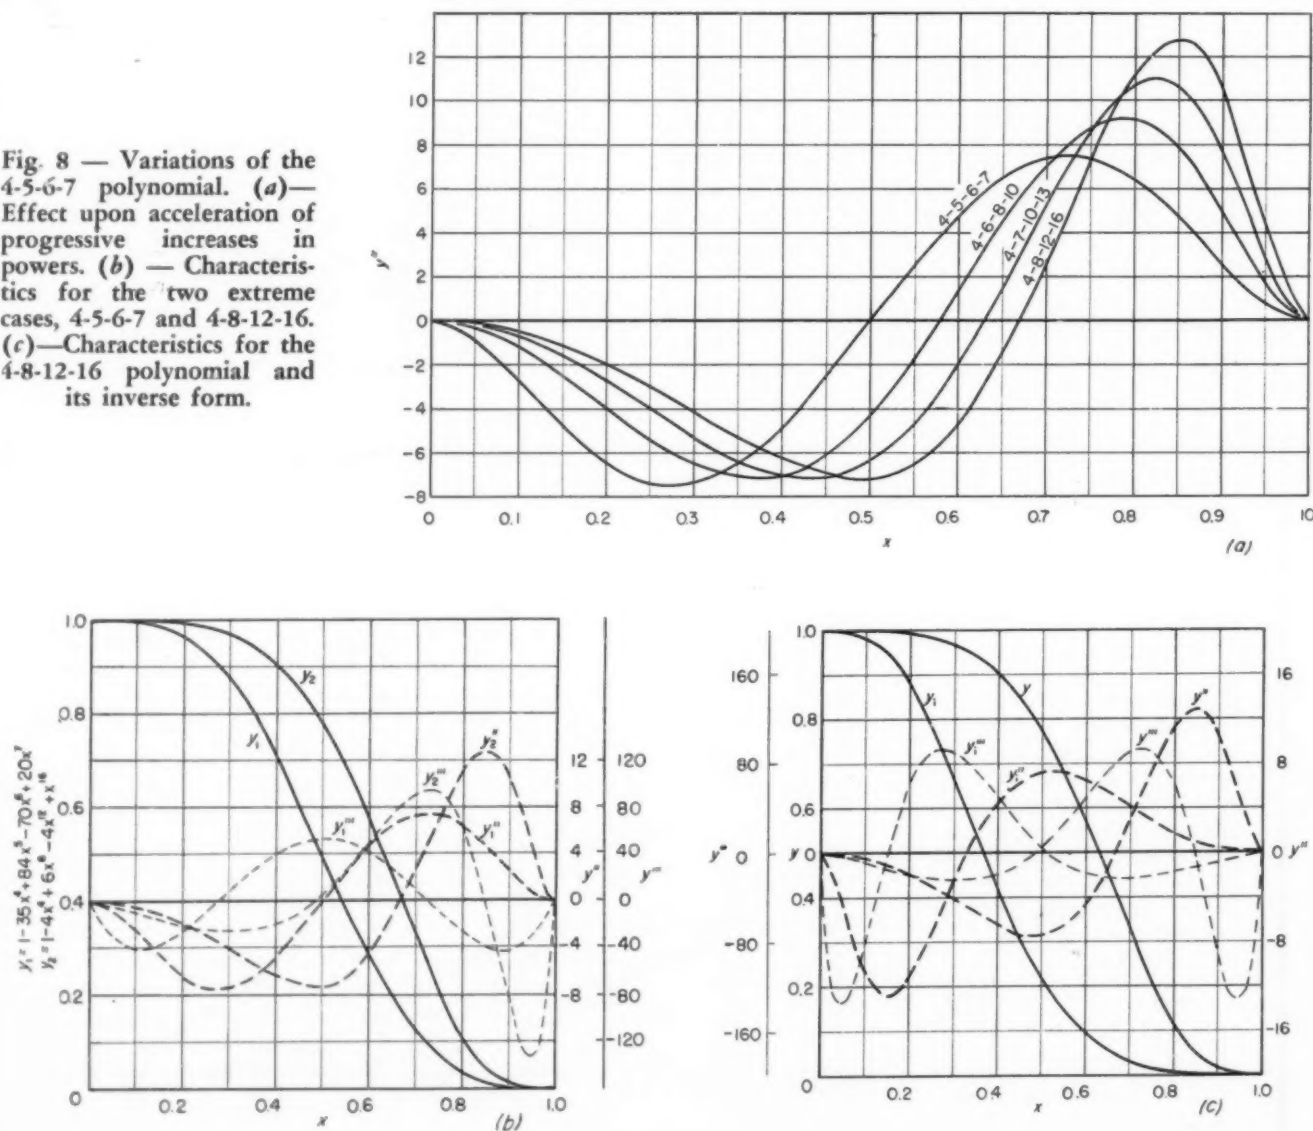 Fig. 8 — Variations of the
4-5-6-7 polynomial. (a)—
Effect upon acceleration of
progressive increases in
powers. (b) — Characteris-
tics for the two extreme
cases, 4-5-6-7 and 4-8-12-16.
(c)—Characteristics for the
4-8-12-16 polynomial and
its inverse form.
12
10
8
6
4
2
0
-2
-4
-6
-8
y"
4-5-6-7
4-6-8-10
4-7-10-13
4-8-12-16
0 0.1 0.2 0.3 0.4 0.5 0.6 0.7 0.8 0.9 1.0
x
(a)
y₁ = 1-35x⁴+84x⁵-70x⁶+20x⁷
y₂ = 1-4x⁴+6x⁸-4x¹²+x¹⁶
1.0
0.8
0.6
0.4
0.2
0
y₁
y₂
y₁'''
y₂'''
y₂"
y₁"
12 120
8 80
4 40
y" 0 y''' 0
-4 -40
-8 -80
-120
0.2 0.4 0.6 0.8 1.0
x
(b)
160
80
y" 0
-80
-160
1.0
0.8
0.6
y 0
0.4
0.2
0
yᵢ
y
yᵢ'''
yᵢ"
y'''
y"
16
8
0 y"
-8
-16
0.2 0.4 0.6 0.8 1.0
x
(c)